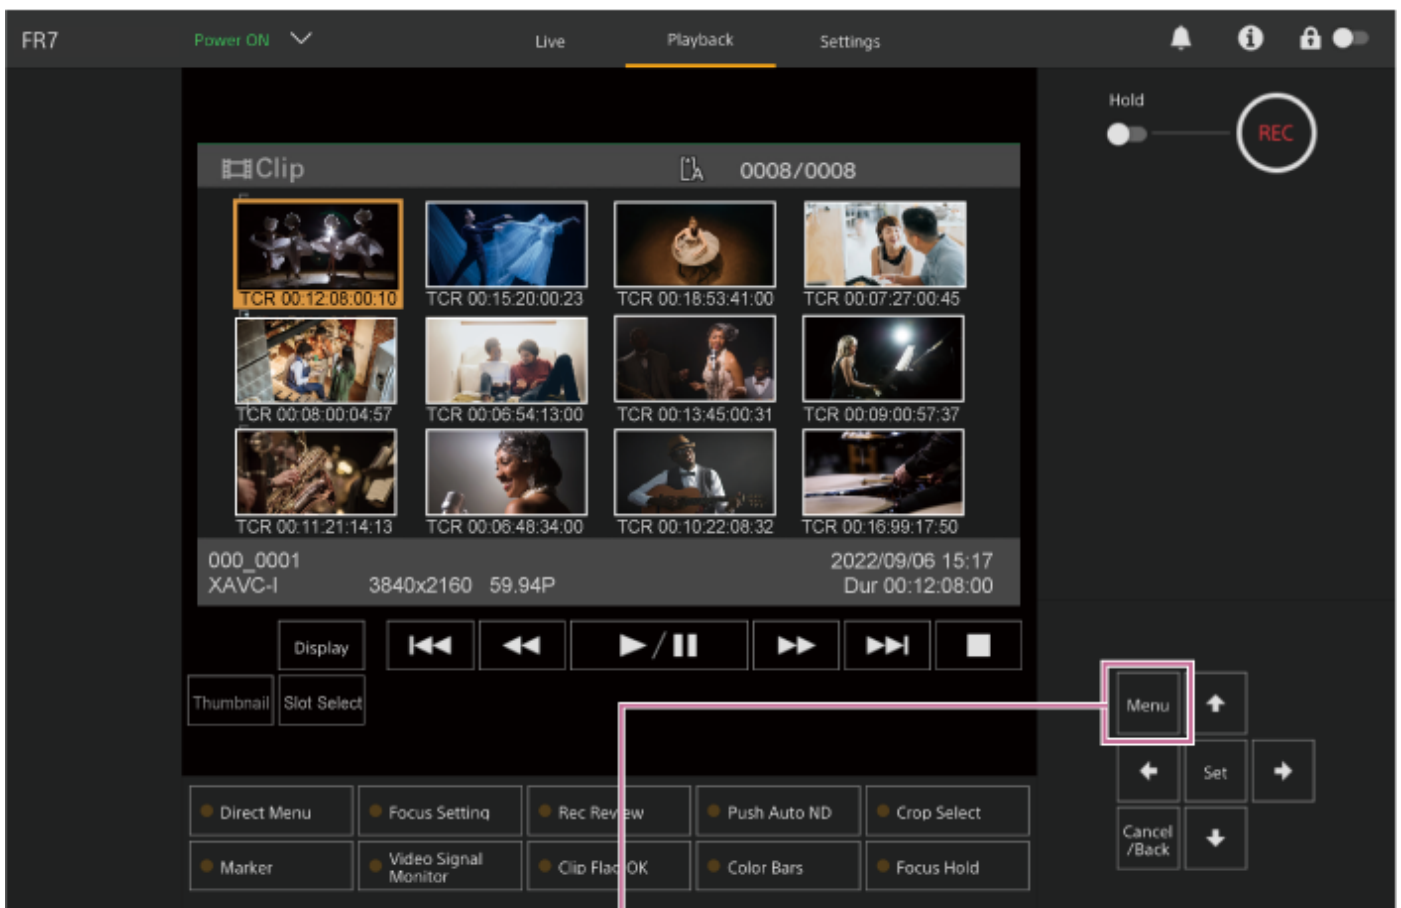 FR7
Power ON
Live
Playback
Settings
Hold
REC
Clip
A
0008/0008
TCR 00:12:08:00:10
TCR 00:15:20:00:23
TCR 00:18:53:41:00
TCR 00:07:27:00:45
TCR 00:08:00:04:57
TCR 00:06:54:13:00
TCR 00:13:45:00:31
TCR 00:09:00:57:37
TCR 00:11:21:14:13
TCR 00:06:48:34:00
TCR 00:10:22:08:32
TCR 00:16:99:17:50
000_0001
2022/09/06 15:17
XAVC-I 3840x2160 59.94P
Dur 00:12:08:00
Display
Thumbnail
Slot Select
Menu
Set
Cancel
/Back
Direct Menu
Focus Setting
Rec Review
Push Auto ND
Crop Select
Marker
Video Signal
Monitor
Clip Flag OK
Color Bars
Focus Hold